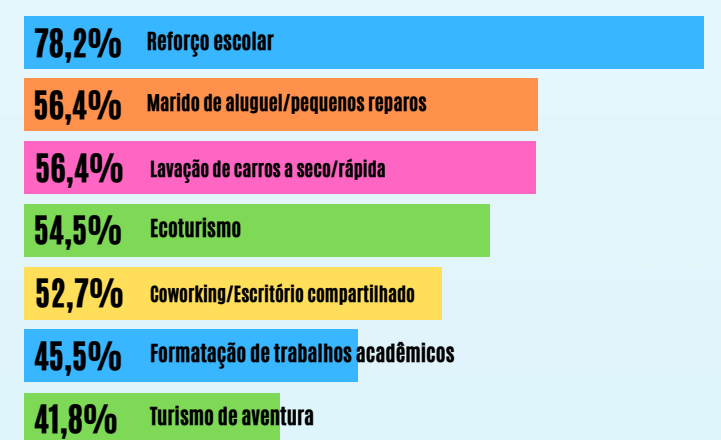 78,2% Reforço escolar
56,4% Marido de aluguel/pequenos reparos
56,4% Lavação de carros a seco/rápida
54,5% Ecoturismo
52,7% Coworking/Escritório compartilhado
45,5% Formatação de trabalhos acadêmicos
41,8% Turismo de aventura